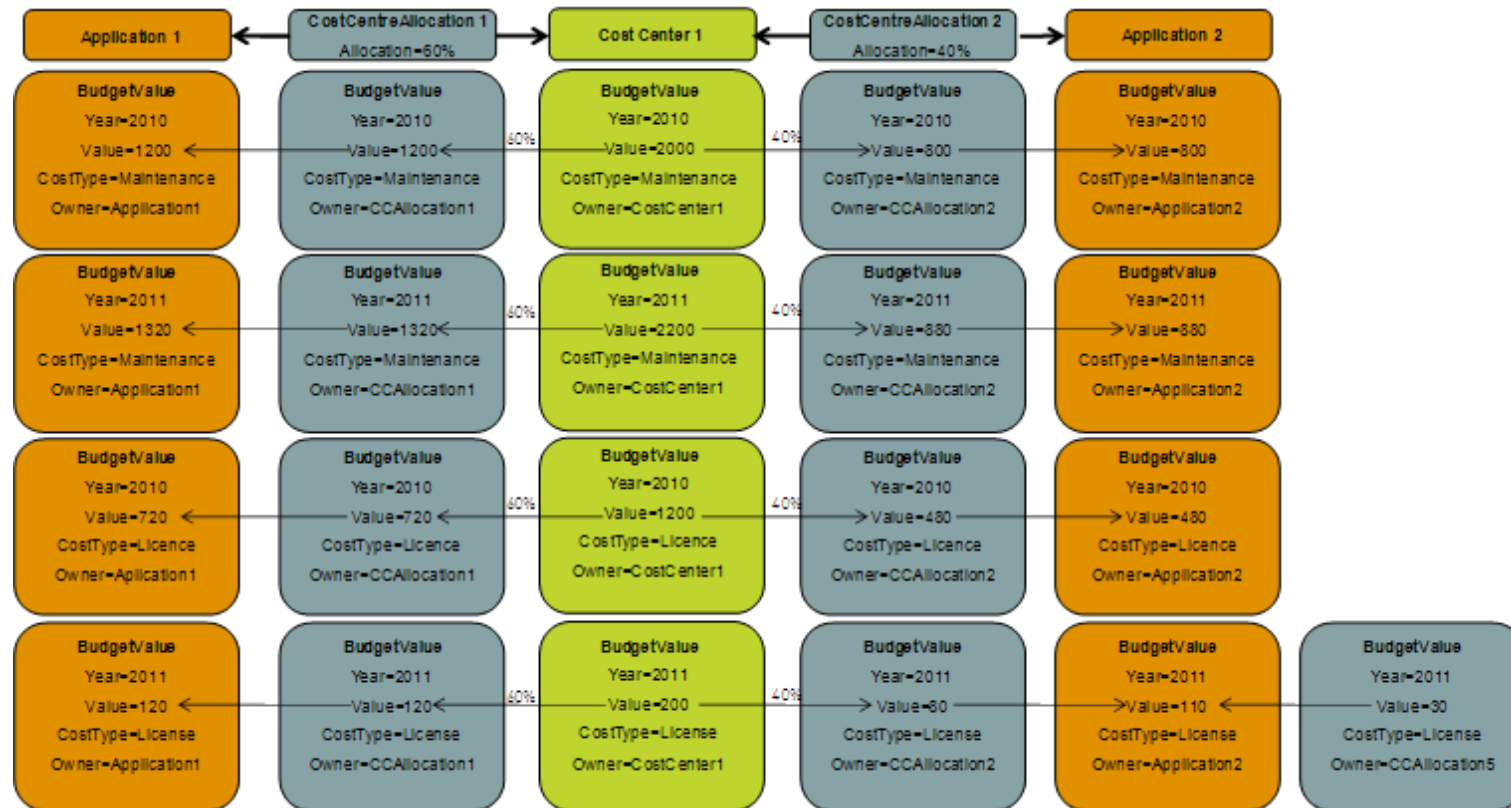 Application 1
CostCentreAllocation 1
Allocation=60%
Cost Center 1
CostCentreAllocation 2
Allocation=40%
Application 2
BudgetValue
Year=2010
Value=1200
CostType=Maintenance
Owner=Application1
BudgetValue
Year=2010
Value=1200
CostType=Maintenance
Owner=CCAllocation1
60%
BudgetValue
Year=2010
Value=2000
CostType=Maintenance
Owner=CostCenter1
40%
BudgetValue
Year=2010
Value=800
CostType=Maintenance
Owner=CCAllocation2
BudgetValue
Year=2010
Value=800
CostType=Maintenance
Owner=Application2
BudgetValue
Year=2011
Value=1320
CostType=Maintenance
Owner=Application1
BudgetValue
Year=2011
Value=1320
CostType=Maintenance
Owner=CCAllocation1
60%
BudgetValue
Year=2011
Value=2200
CostType=Maintenance
Owner=CostCenter1
40%
BudgetValue
Year=2011
Value=880
CostType=Maintenance
Owner=CCAllocation2
BudgetValue
Year=2011
Value=880
CostType=Maintenance
Owner=Application2
BudgetValue
Year=2010
Value=720
CostType=Licence
Owner=Aplication1
BudgetValue
Year=2010
Value=720
CostType=Licence
Owner=CCAllocation1
60%
BudgetValue
Year=2010
Value=1200
CostType=Licence
Owner=CostCenter1
40%
BudgetValue
Year=2010
Value=480
CostType=Licence
Owner=CCAllocation2
BudgetValue
Year=2010
Value=480
CostType=Licence
Owner=Application2
BudgetValue
Year=2011
Value=120
CostType=License
Owner=Application1
BudgetValue
Year=2011
Value=120
CostType=License
Owner=CCAllocation1
60%
BudgetValue
Year=2011
Value=200
CostType=License
Owner=CostCenter1
40%
BudgetValue
Year=2011
Value=80
CostType=License
Owner=CCAllocation2
BudgetValue
Year=2011
Value=110
CostType=License
Owner=Application2
BudgetValue
Year=2011
Value=30
CostType=License
Owner=CCAllocation5